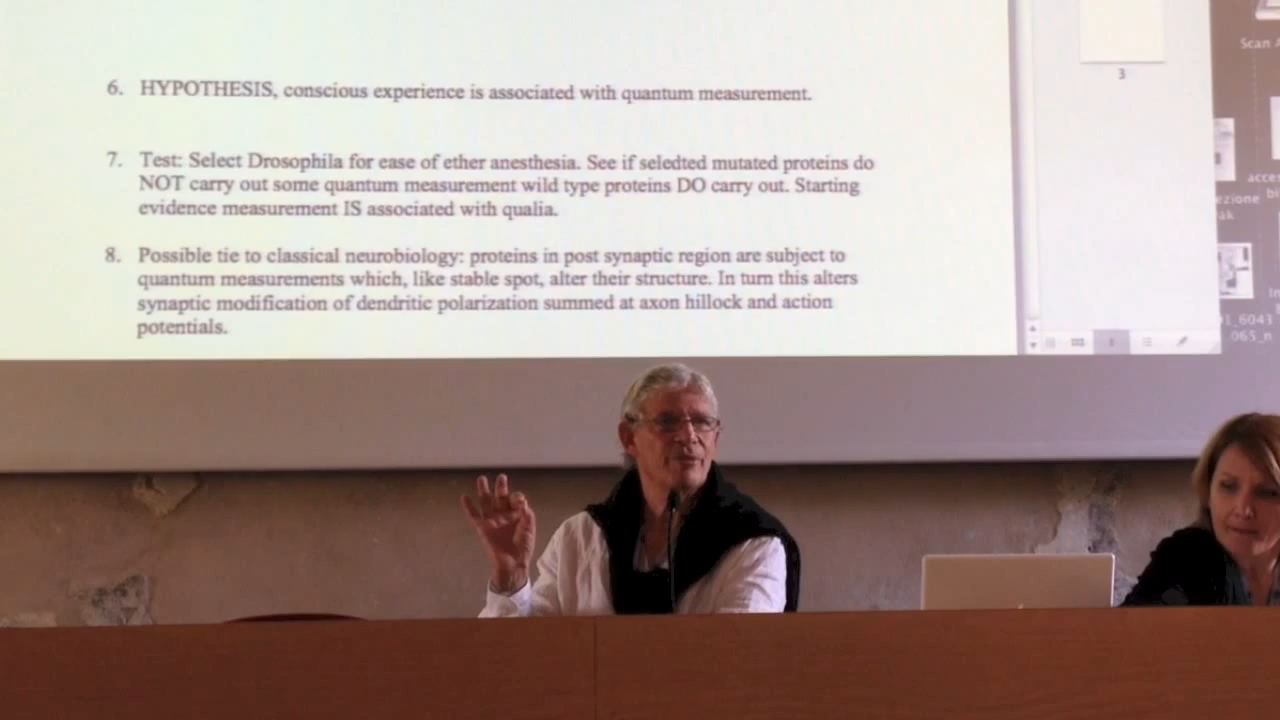 6. HYPOTHESIS, conscious experience is associated with quantum measurement.
7. Test: Select Drosophila for ease of ether anesthesia. See if seledted mutated proteins do
NOT carry out some quantum measurement wild type proteins DO carry out. Starting
evidence measurement IS associated with qualia.
8. Possible tie to classical neurobiology: proteins in post synaptic region are subject to
quantum measurements which, like stable spot, alter their structure. In turn this alters
synaptic modification of dendritic polarization summed at axon hillock and action
potentials.
3
Scan